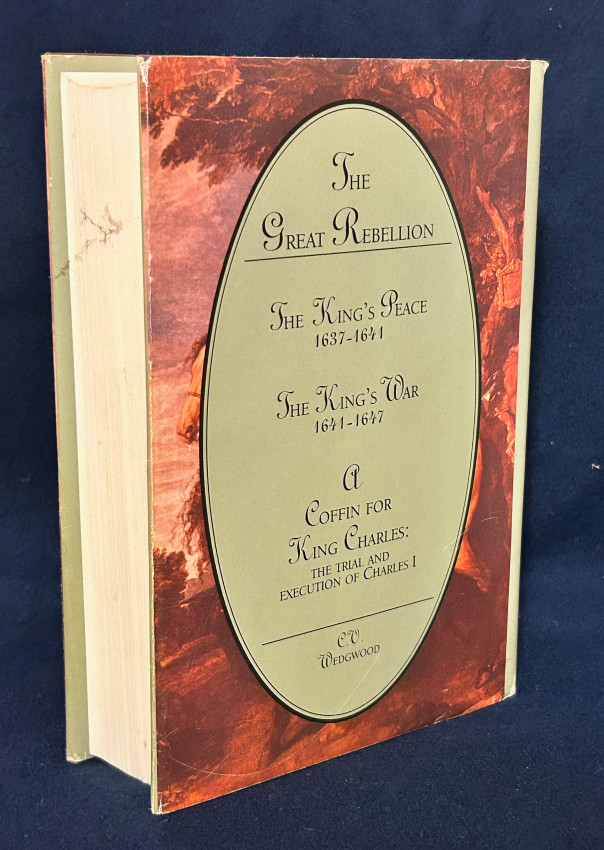 The
Great Rebellion
The King's Peace
1637-1641
The King's War
1641-1647
A
Coffin for
King Charles:
the trial and
execution of Charles I
C.V.
Wedgwood